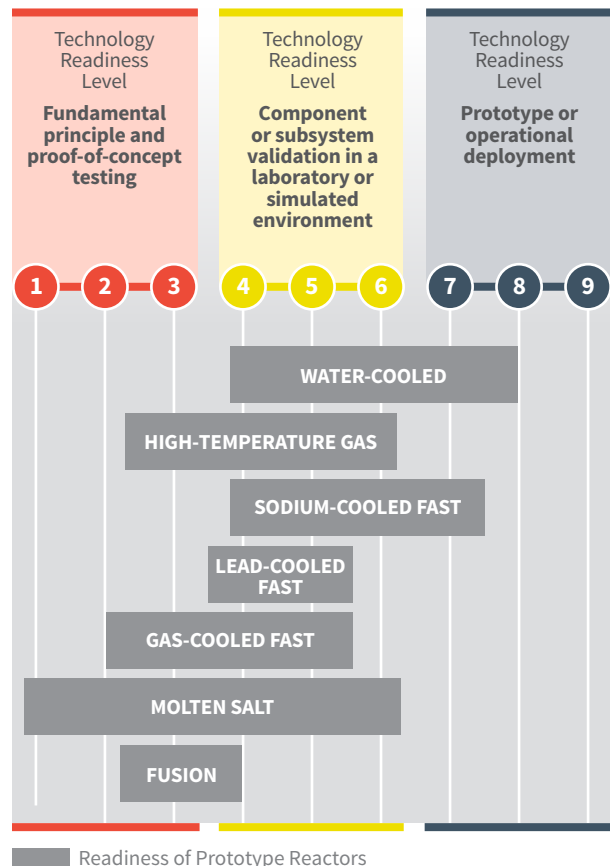 Technology
Readiness
Level
Fundamental
principle and
proof-of-concept
testing
Technology
Readiness
Level
Component
or subsystem
validation in a
laboratory or
simulated
environment
Technology
Readiness
Level
Prototype or
operational
deployment
1 2 3 4 5 6 7 8 9
WATER-COOLED
HIGH-TEMPERATURE GAS
SODIUM-COOLED FAST
LEAD-COOLED
FAST
GAS-COOLED FAST
MOLTEN SALT
FUSION
Readiness of Prototype Reactors